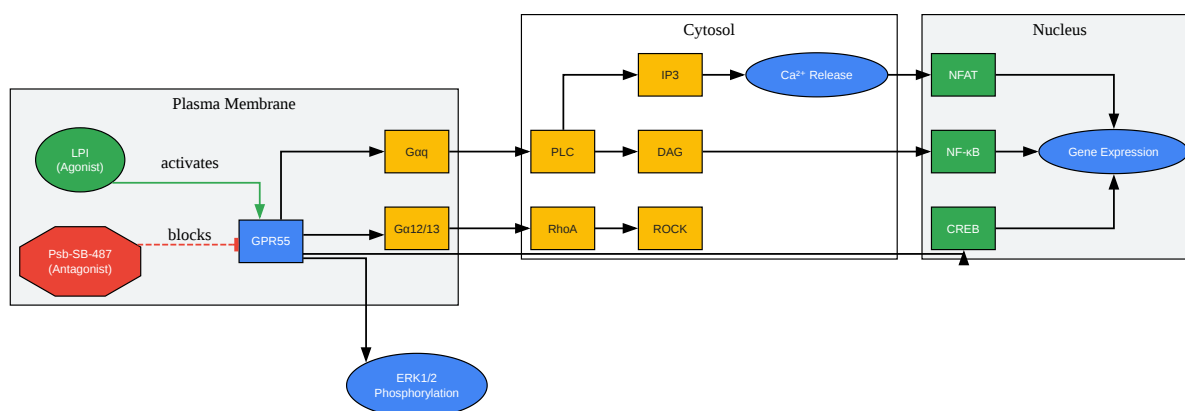 Cytosol
Nucleus
IP3
Ca²⁺ Release
NFAT
Plasma Membrane
LPI
(Agonist)
activates
Gαq
PLC
DAG
NF-κB
Gene Expression
blocks
Psb-SB-487
(Antagonist)
GPR55
Gα12/13
RhoA
ROCK
CREB
ERK1/2
Phosphorylation